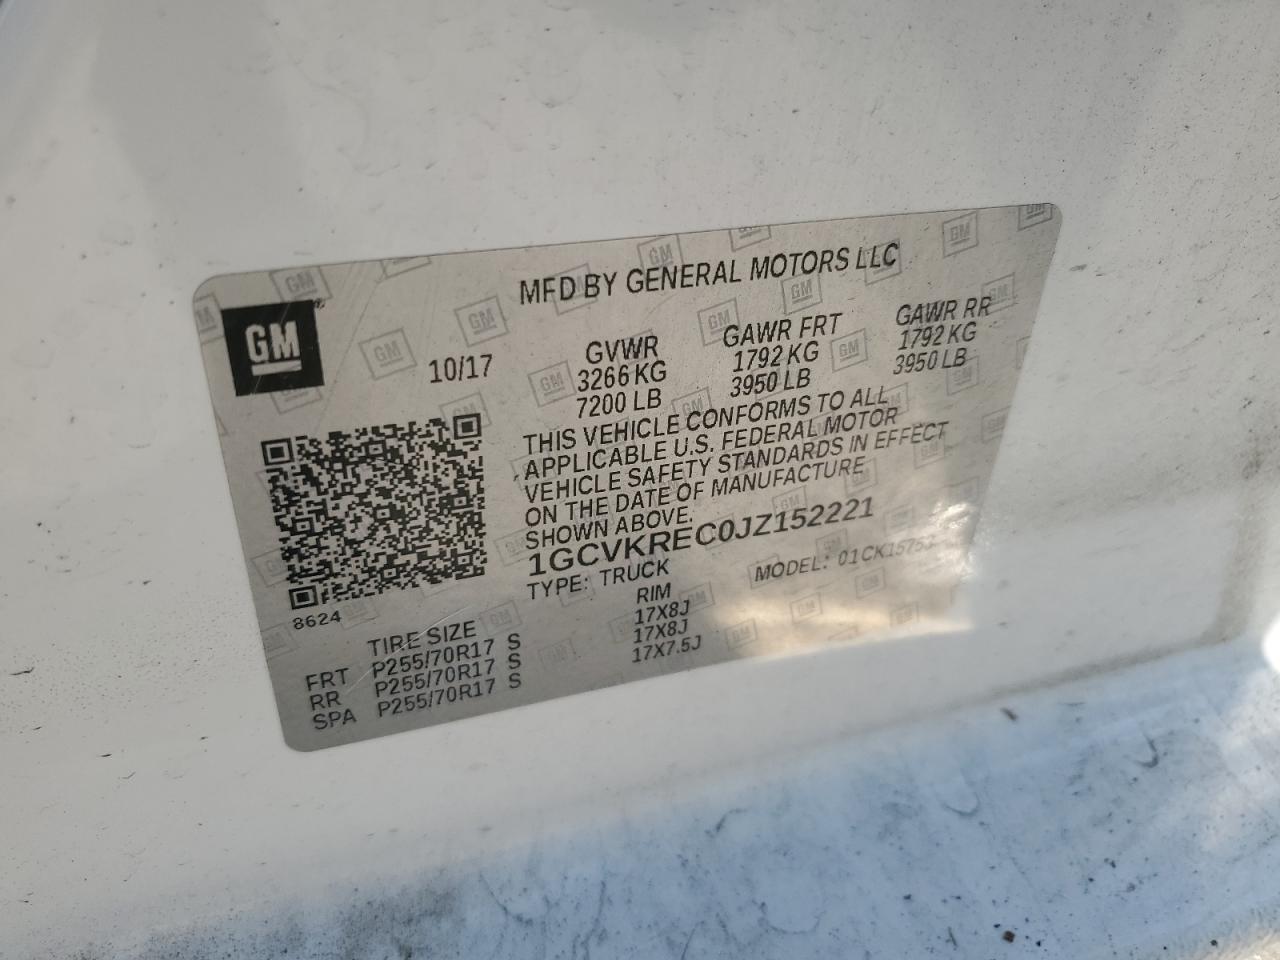 MFD BY GENERAL MOTORS LLC
GM
10/17
GVWR GAWR FRT GAWR RR
3266 KG 1792 KG 1792 KG
7200 LB 3950 LB 3950 LB
THIS VEHICLE CONFORMS TO ALL
APPLICABLE U.S. FEDERAL MOTOR
VEHICLE SAFETY STANDARDS IN EFFECT
ON THE DATE OF MANUFACTURE
SHOWN ABOVE.
1GCVKREC0JZ152221
TYPE: TRUCK MODEL: 01CK15753
8624
TIRE SIZE RIM
FRT P255/70R17 S 17X8J
RR P255/70R17 S 17X8J
SPA P255/70R17 S 17X7.5J